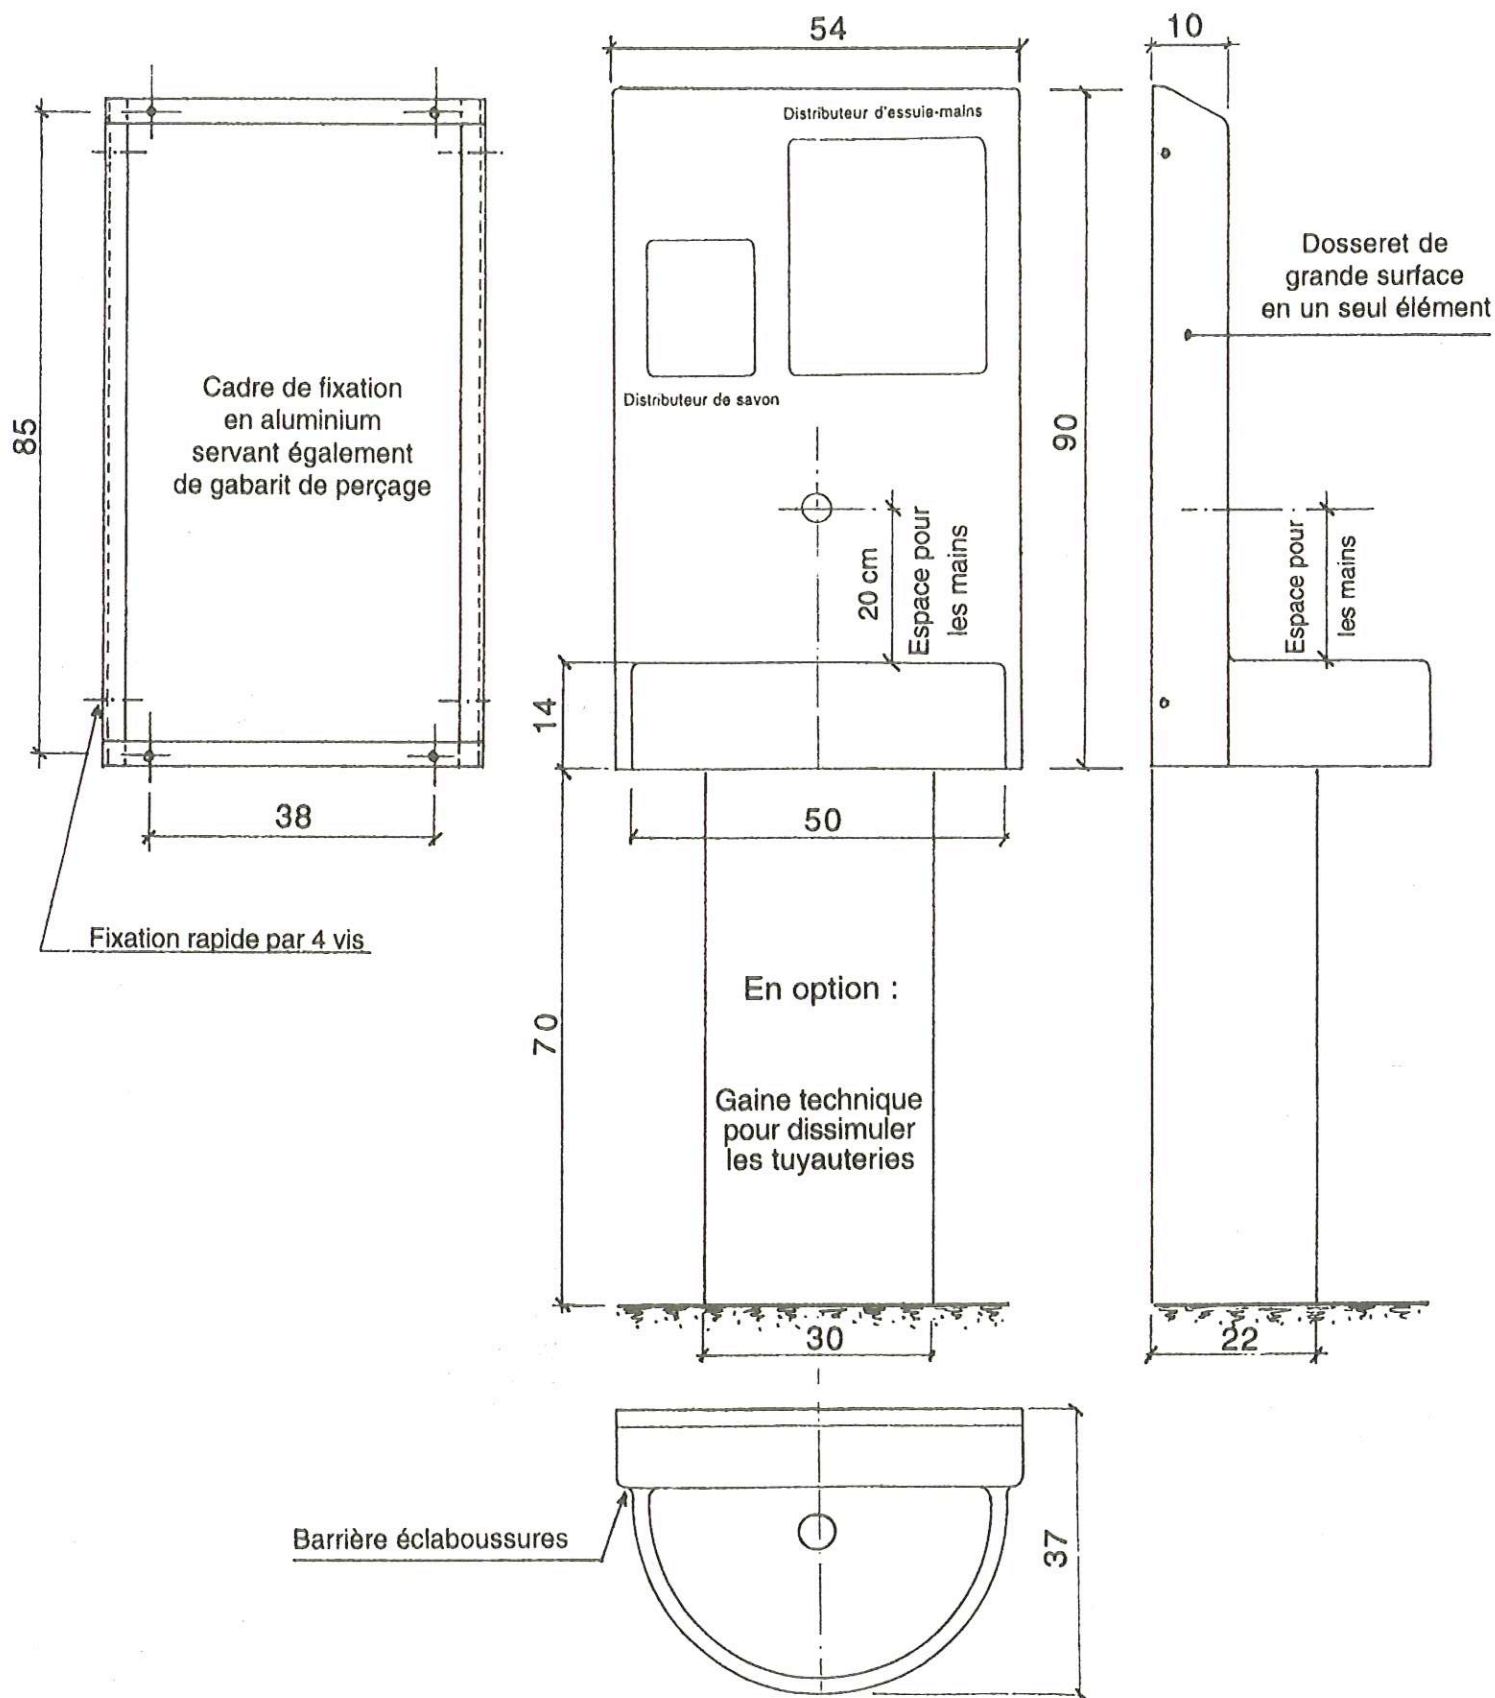 54
10
Distributeur d'essuie-mains
Dosseret de
grande surface
en un seul élément
Cadre de fixation
en aluminium
servant également
de gabarit de perçage
Distributeur de savon
85
90
20 cm
Espace pour
les mains
Espace pour
les mains
14
38
50
Fixation rapide par 4 vis
En option :
70
Gaine technique
pour dissimuler
les tuyauteries
30
22
Barrière éclaboussures
37